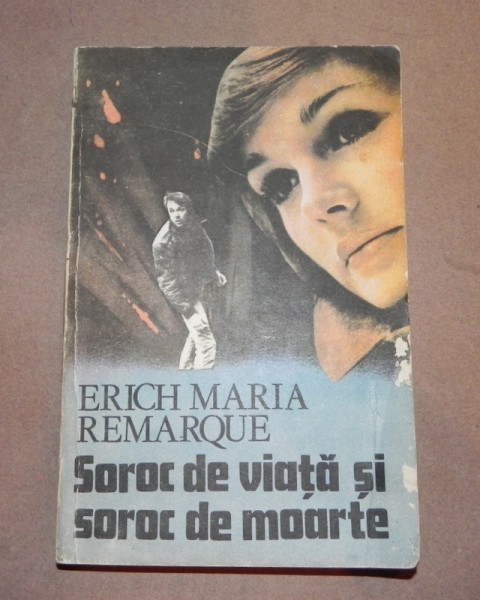 ERICH MARIA
REMARQUE
Soroc de viață și
soroc de moarte